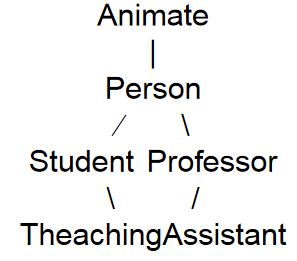 Animate
|
Person
/ \
Student Professor
\ /
TheachingAssistant